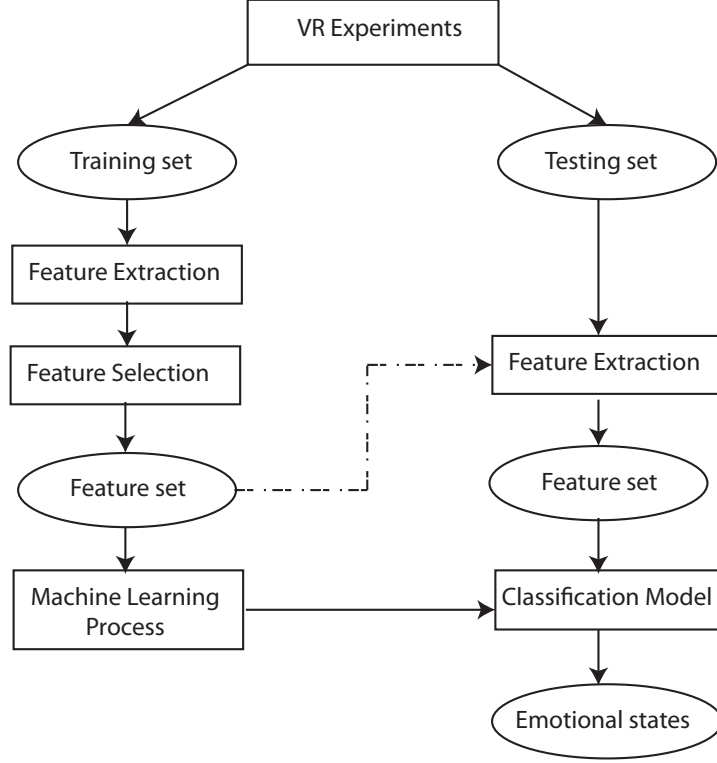 VR Experiments
Training set
Testing set
Feature Extraction
Feature Selection
Feature Extraction
Feature set
Feature set
Machine Learning
Process
Classification Model
Emotional states